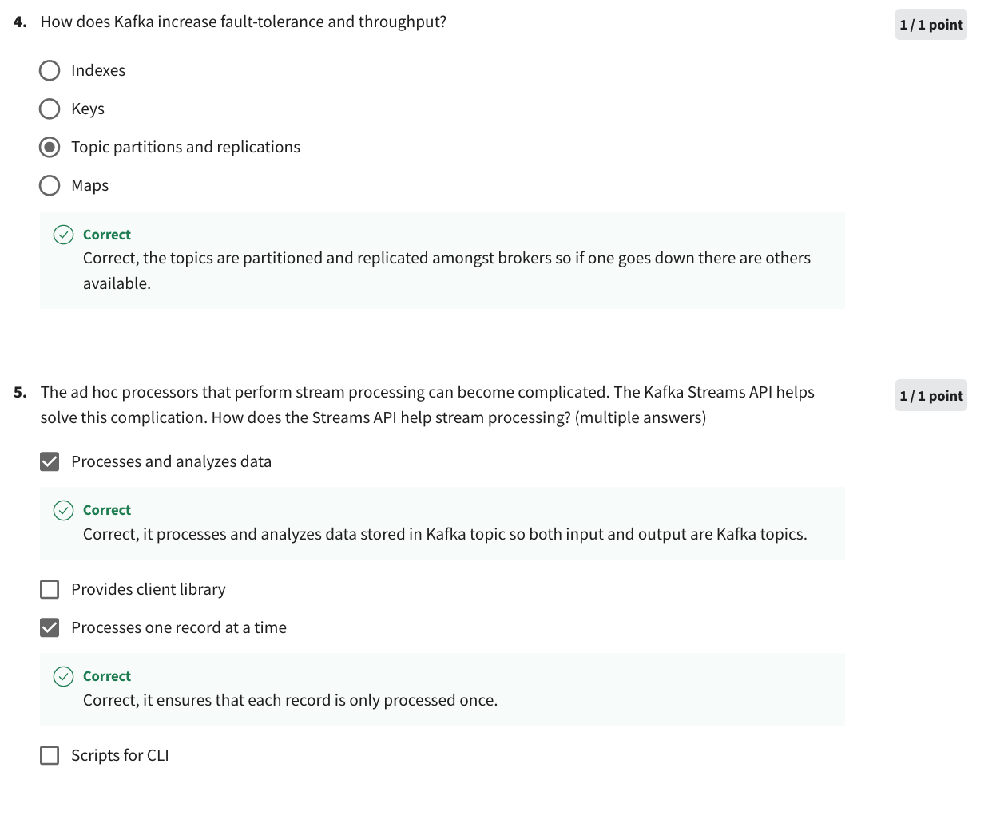 4. How does Kafka increase fault-tolerance and throughput?
1 / 1 point
Indexes
Keys
Topic partitions and replications
Maps
Correct
Correct, the topics are partitioned and replicated amongst brokers so if one goes down there are others
available.
5. The ad hoc processors that perform stream processing can become complicated. The Kafka Streams API helps
solve this complication. How does the Streams API help stream processing? (multiple answers)
1 / 1 point
Processes and analyzes data
Correct
Correct, it processes and analyzes data stored in Kafka topic so both input and output are Kafka topics.
Provides client library
Processes one record at a time
Correct
Correct, it ensures that each record is only processed once.
Scripts for CLI